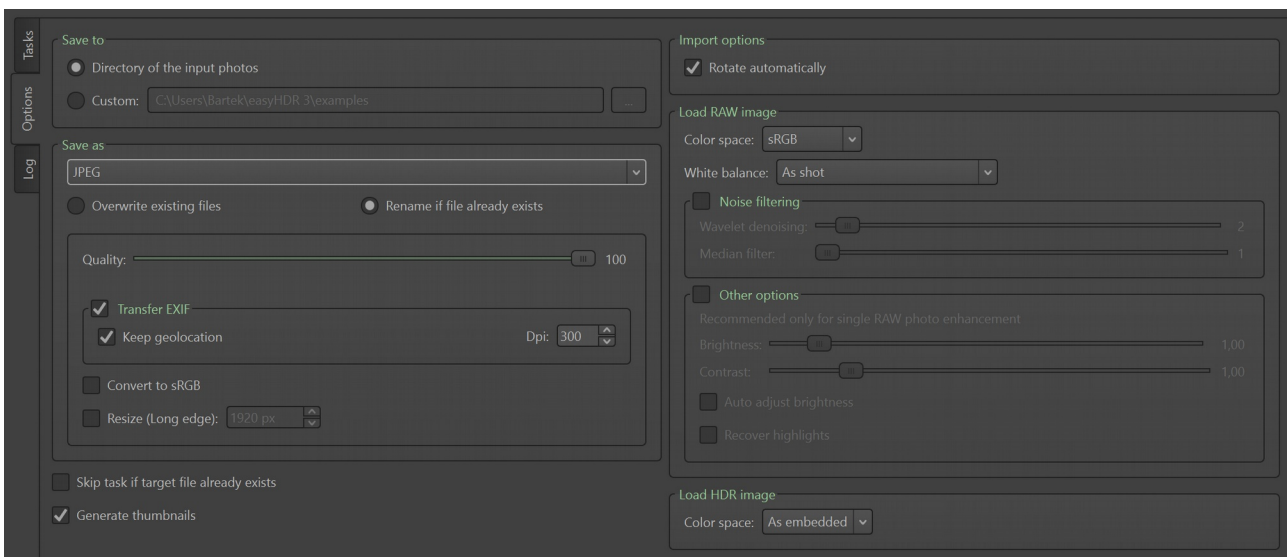 Tasks
Options
Log
Save to
Directory of the input photos
Custom: C:\Users\Bartek\easyHDR 3\examples ...
Save as
JPEG
Overwrite existing files Rename if file already exists
Quality: 100
Transfer EXIF
Keep geolocation Dpi: 300
Convert to sRGB
Resize (Long edge): 1920 px
Skip task if target file already exists
Generate thumbnails
Import options
Rotate automatically
Load RAW image
Color space: sRGB
White balance: As shot
Noise filtering
Wavelet denoising: 2
Median filter: 1
Other options
Recommended only for single RAW photo enhancement
Brightness: 1,00
Contrast: 1,00
Auto adjust brightness
Recover highlights
Load HDR image
Color space: As embedded